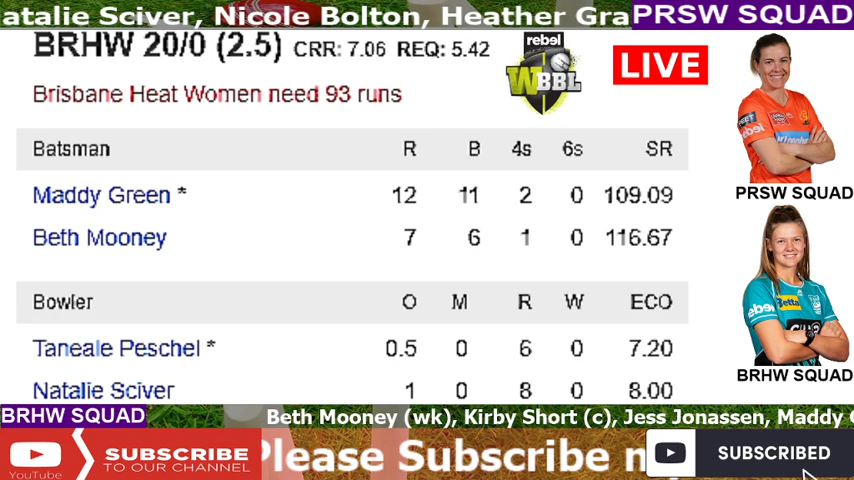 atalie Sciver, Nicole Bolton, Heather Gra
PRSW SQUAD
BRHW 20/0 (2.5) CRR: 7.06 REQ: 5.42
rebel
WBBL
LIVE
Brisbane Heat Women need 93 runs
Batsman R B 4s 6s SR
Maddy Green * 12 11 2 0 109.09
Beth Mooney 7 6 1 0 116.67
PRSW SQUAD
Bowler O M R W ECO
Taneale Peschel * 0.5 0 6 0 7.20
Natalie Sciver 1 0 8 0 8.00
BRHW SQUAD
BRHW SQUAD
Beth Mooney (wk), Kirby Short (c), Jess Jonassen, Maddy
YouTube
SUBSCRIBE
TO OUR CHANNEL
Please Subscribe m
SUBSCRIBED